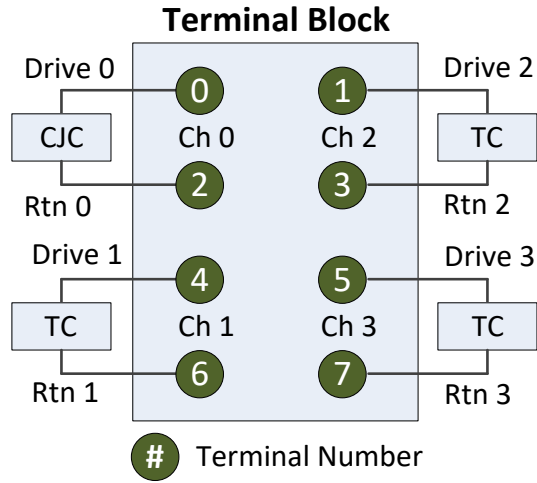 Terminal Block
Drive 0
0
1
Drive 2
CJC
Ch 0
Ch 2
TC
Rtn 0
2
3
Rtn 2
Drive 1
4
5
Drive 3
TC
Ch 1
Ch 3
TC
Rtn 1
6
7
Rtn 3
# Terminal Number